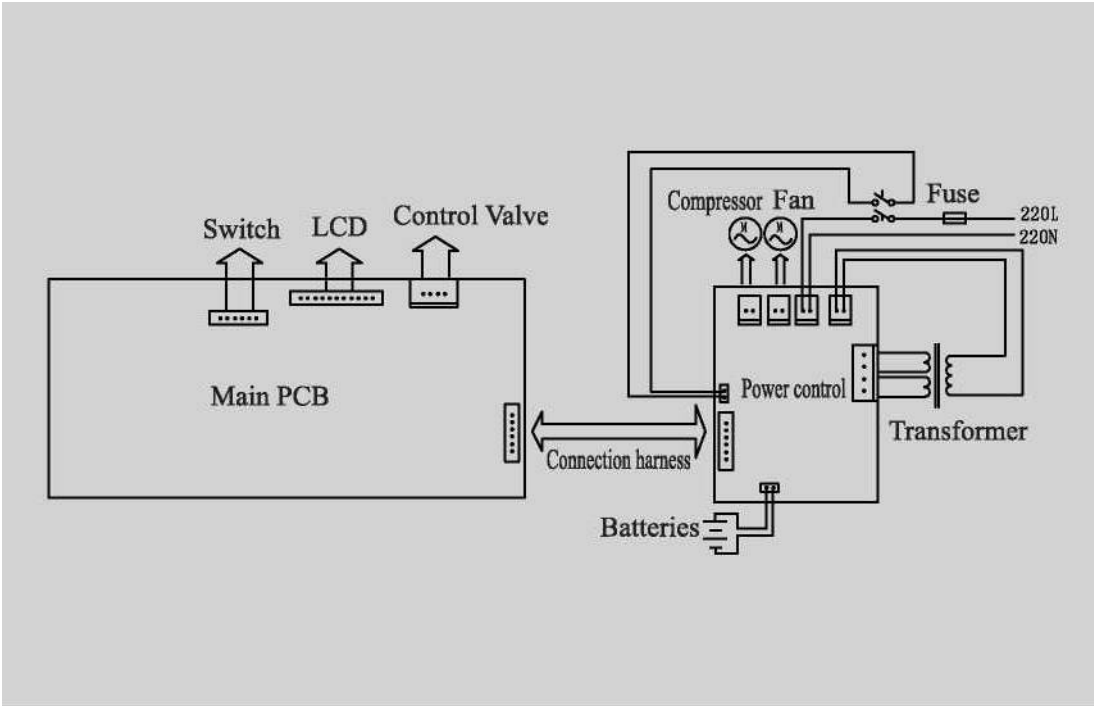 Switch
LCD
Control Valve
Main PCB
Connection harness
Compressor
Fan
M
M
Fuse
220L
220N
Power control
Transformer
Batteries